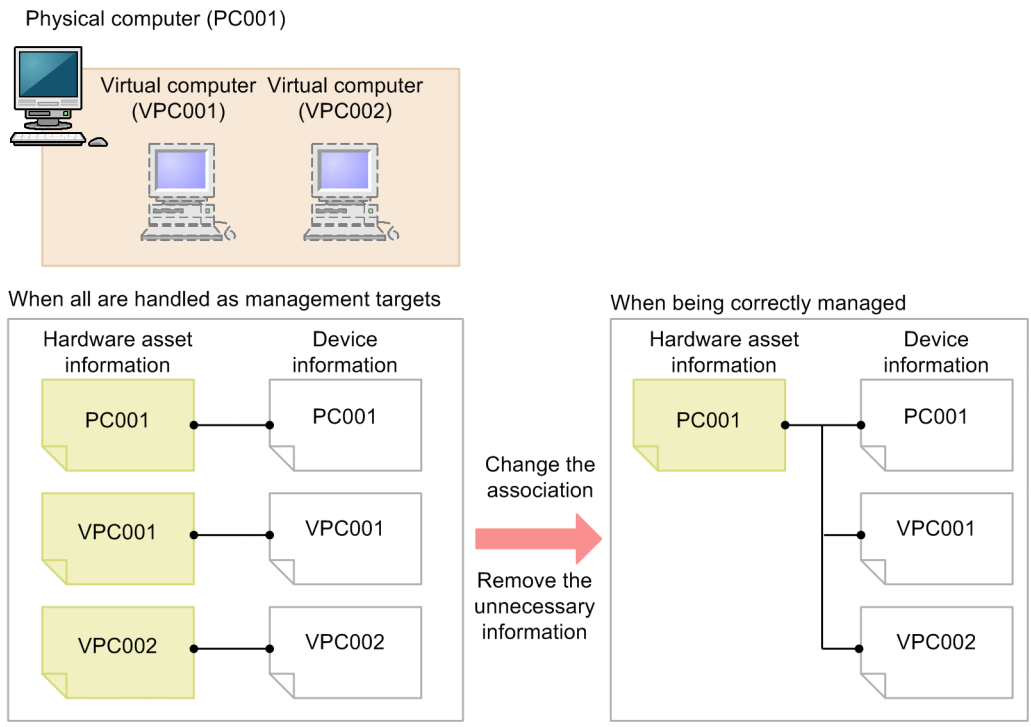 Physical computer (PC001)
Virtual computer (VPC001)
Virtual computer (VPC002)
When all are handled as management targets
Hardware asset information
Device information
PC001
PC001
VPC001
VPC001
VPC002
VPC002
Change the association
Remove the unnecessary information
When being correctly managed
Hardware asset information
Device information
PC001
PC001
VPC001
VPC002